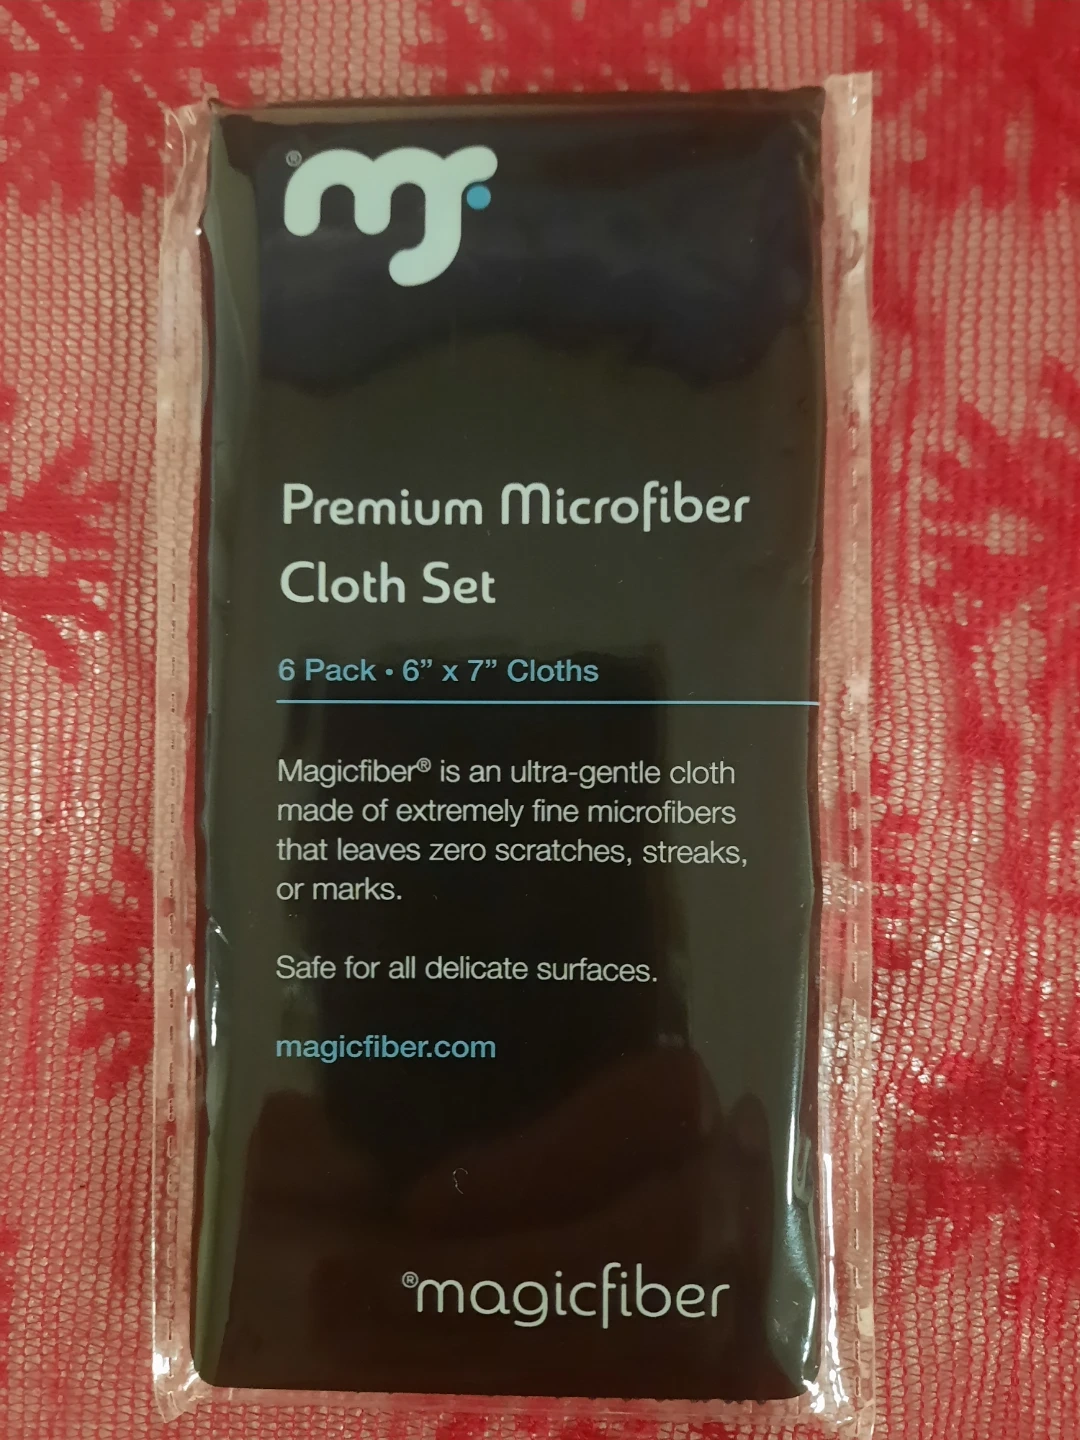 ® mf
Premium Microfiber
Cloth Set
6 Pack • 6” x 7” Cloths
Magicfiber® is an ultra-gentle cloth
made of extremely fine microfibers
that leaves zero scratches, streaks,
or marks.
Safe for all delicate surfaces.
magicfiber.com
®magicfiber